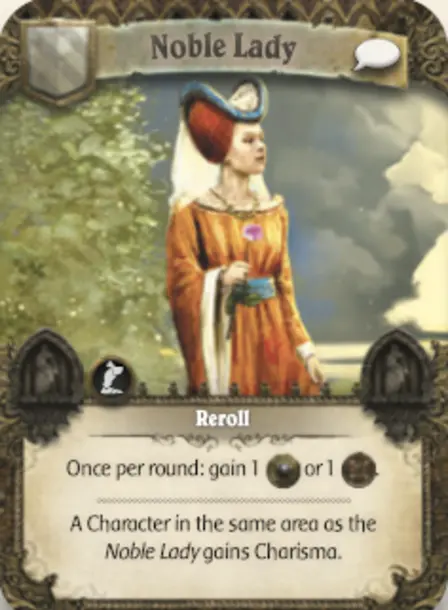 Noble Lady
Reroll
Once per round: gain 1 or 1.
A Character in the same area as the
Noble Lady gains Charisma.